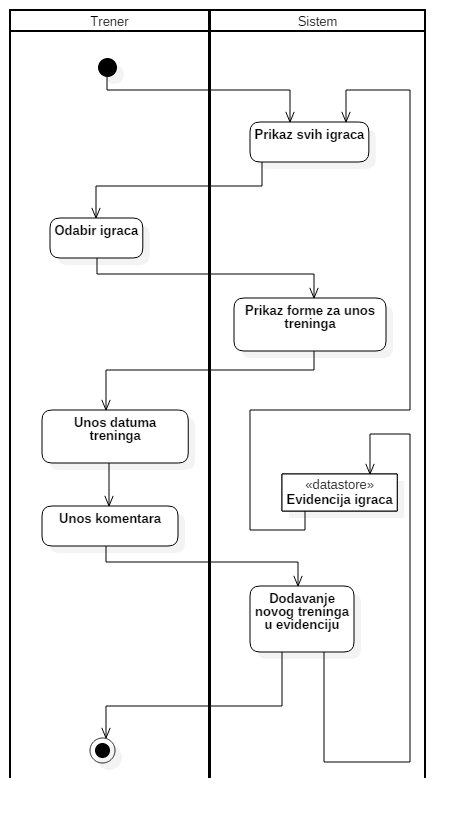 Trener
Sistem
Prikaz svih igraca
Odabir igraca
Prikaz forme za unos
treninga
Unos datuma
treninga
«datastore»
Evidencija igraca
Unos komentara
Dodavanje
novog treninga
u evidenciju